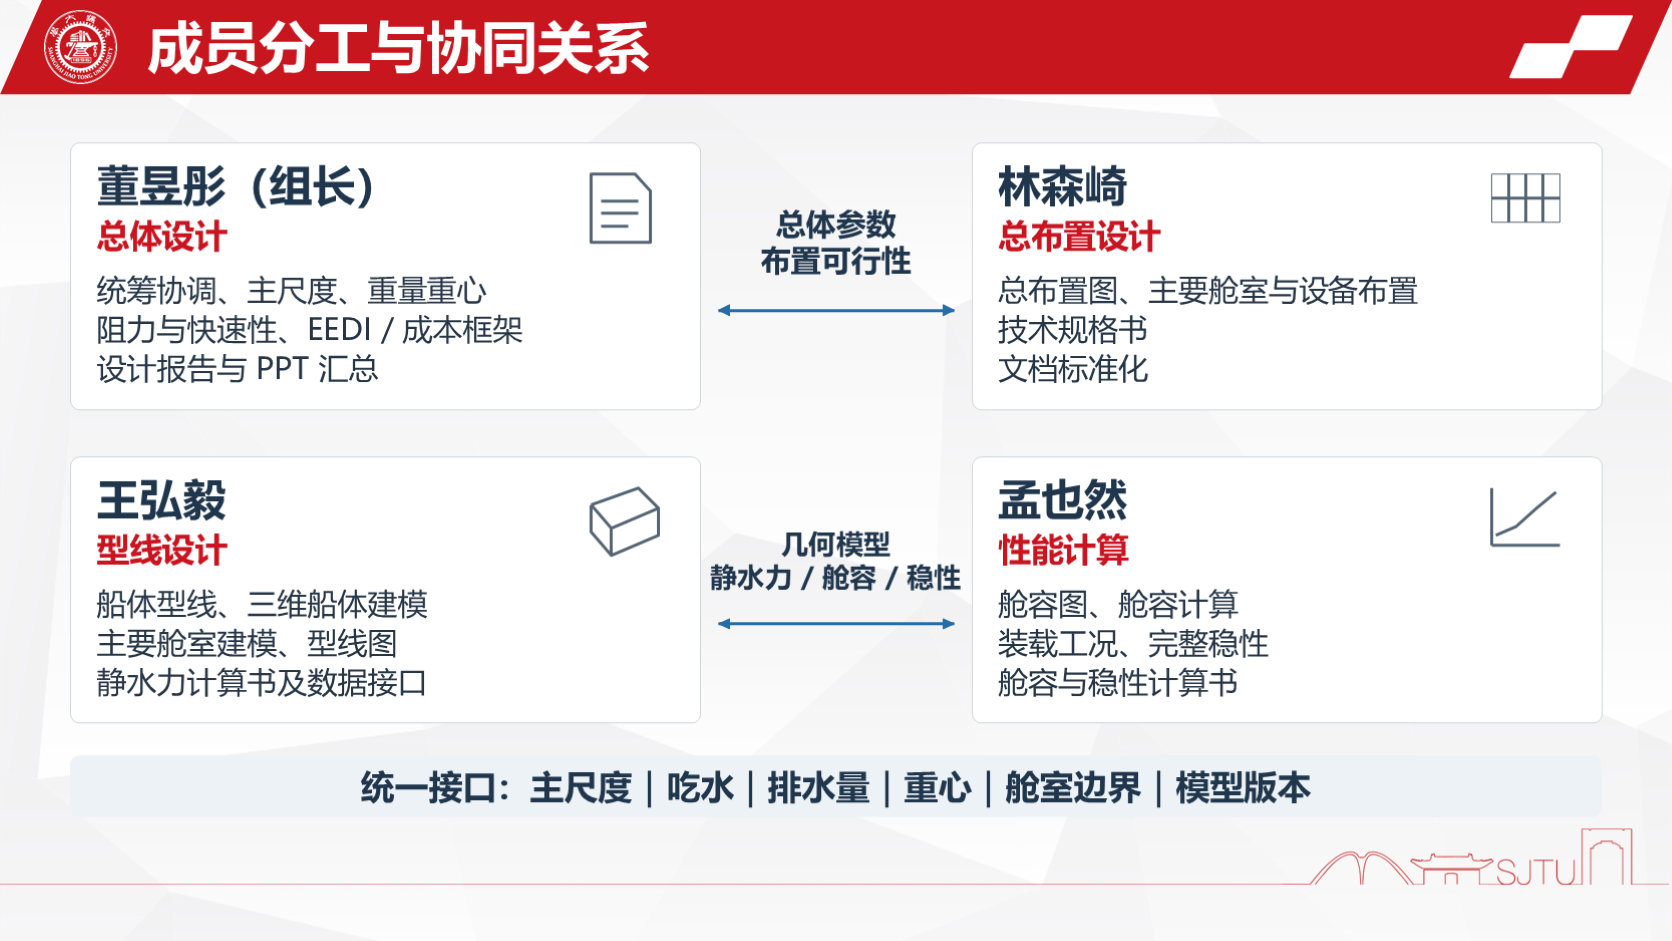 成员分工与协同关系
SHANGHAI JIAO TONG UNIVERSITY
董昱彤（组长）
总体设计
统筹协调、主尺度、重量重心
阻力与快速性、EEDI / 成本框架
设计报告与 PPT 汇总
总体参数
布置可行性
林森崎
总布置设计
总布置图、主要舱室与设备布置
技术规格书
文档标准化
王弘毅
型线设计
船体型线、三维船体建模
主要舱室建模、型线图
静水力计算书及数据接口
几何模型
静水力 / 舱容 / 稳性
孟也然
性能计算
舱容图、舱容计算
装载工况、完整稳性
舱容与稳性计算书
统一接口：主尺度｜吃水｜排水量｜重心｜舱室边界｜模型版本
SJTU